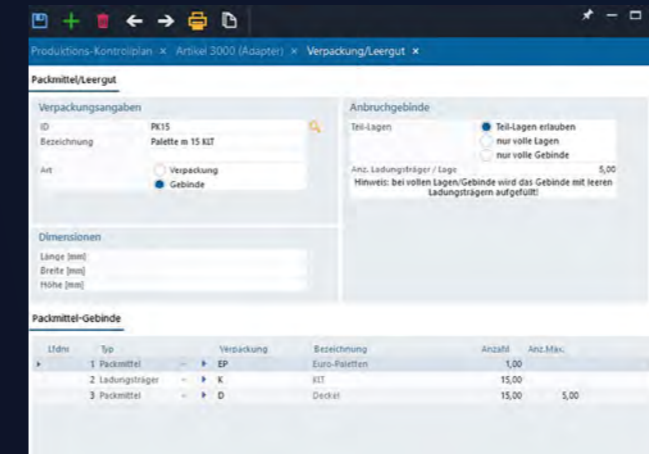 Produktions-Kontrollplan × Artikel 3000 (Adapter) × Verpackung/Leergut ×
Packmittel/Leergut
Verpackungsangaben
ID PK15
Bezeichnung Palette m 15 KLT
Art Verpackung
Gebinde
Anbruchgebinde
Teil-Lagen Teil-Lagen erlauben
nur volle Lagen
nur volle Gebinde
Anz. Ladungsträger / Lage 5,00
Hinweis: bei vollen Lagen/Gebinde wird das Gebinde mit leeren
Ladungsträgern aufgefüllt!
Dimensionen
Länge [mm]
Breite [mm]
Höhe [mm]
Packmittel-Gebinde
Lfdnr Typ Verpackung Bezeichnung Anzahl Anz.Max.
1 Packmittel EP Euro-Paletten 1,00
2 Ladungsträger K KLT 15,00
3 Packmittel D Deckel 15,00 5,00